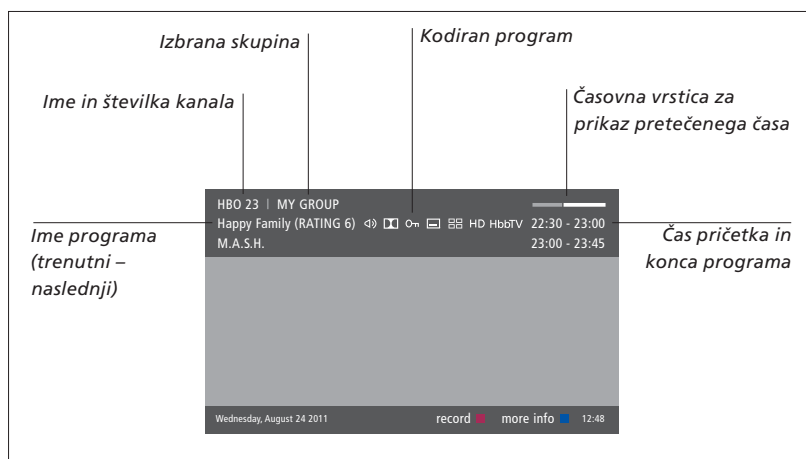 Izbrana skupina
Kodiran program
Ime in številka kanala
Časovna vrstica za
prikaz pretečenega časa
HBO 23 | MY GROUP
Happy Family (RATING 6) HD HbbTV 22:30 - 23:00
M.A.S.H. 23:00 - 23:45
Ime programa
(trenutni –
naslednji)
Čas pričetka in
konca programa
Wednesday, August 24 2011 record more info 12:48